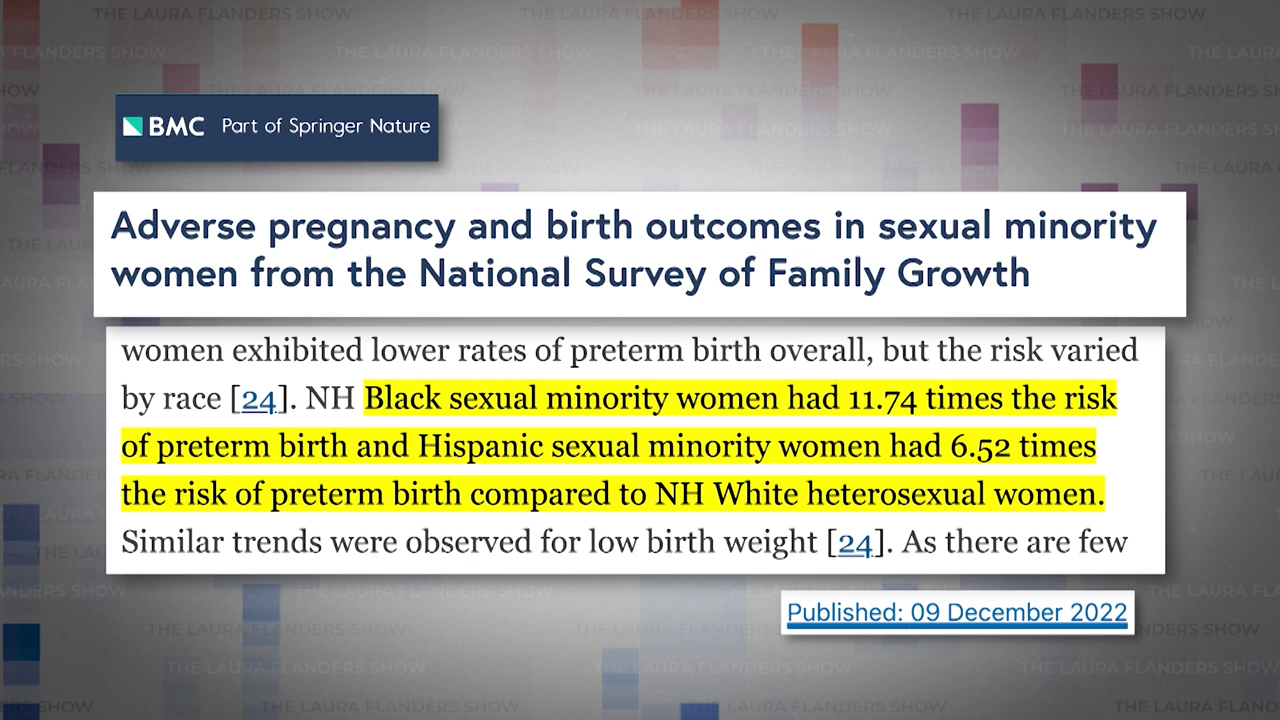 BMC Part of Springer Nature
Adverse pregnancy and birth outcomes in sexual minority
women from the National Survey of Family Growth
women exhibited lower rates of preterm birth overall, but the risk varied
by race [24]. NH Black sexual minority women had 11.74 times the risk
of preterm birth and Hispanic sexual minority women had 6.52 times
the risk of preterm birth compared to NH White heterosexual women.
Similar trends were observed for low birth weight [24]. As there are few
Published: 09 December 2022
THE LAURA FLANDERS SHOW